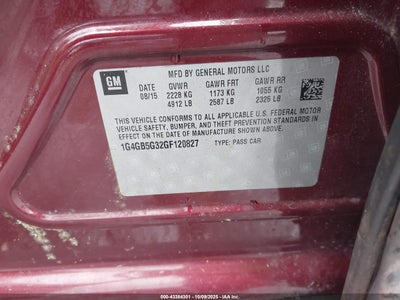 GM
MFD BY GENERAL MOTORS LLC
DATE GVWR GAWR FRT GAWR RR
08/15 2228 KG 1173 KG 1055 KG
4912 LB 2587 LB 2325 LB
THIS VEHICLE CONFORMS TO ALL APPLICABLE U.S. FEDERAL MOTOR
VEHICLE SAFETY, BUMPER, AND THEFT PREVENTION STANDARDS IN
EFFECT ON THE DATE OF MANUFACTURE SHOWN ABOVE.
1G4GB5G32GF120827 TYPE: PASS CAR
000-43384301 - 10/09/2025 - IAA Inc.